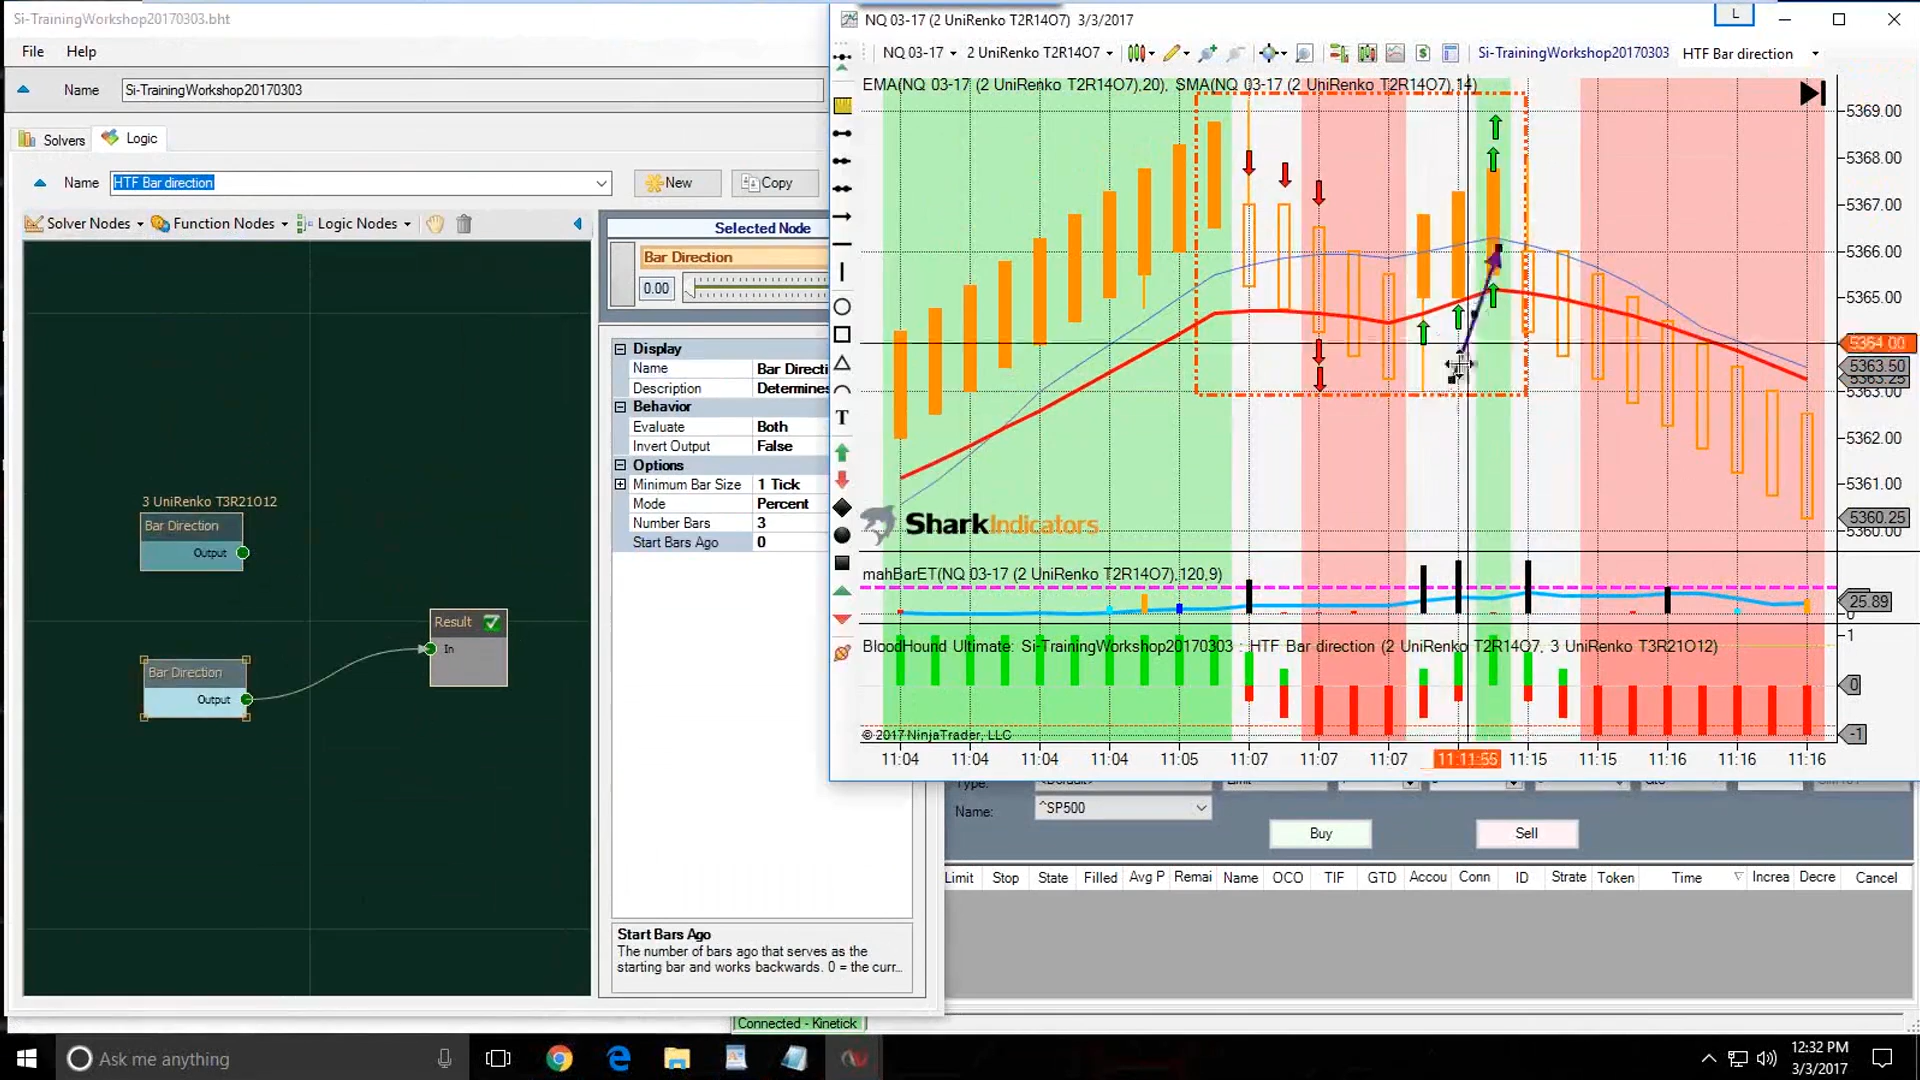 Si-TrainingWorkshop20170303.bht
File Help
Name Si-TrainingWorkshop20170303
Solvers Logic
Name HTF Bar direction New Copy
Solver Nodes Function Nodes Logic Nodes
3 UniRenko T3R21O12
Bar Direction
Output
Result
In
Bar Direction
Output
Selected Node
Bar Direction
0.00
Display
Name Bar Directi
Description Determines
Behavior
Evaluate Both
Invert Output False
Options
Minimum Bar Size 1 Tick
Mode Percent
Number Bars 3
Start Bars Ago 0
Start Bars Ago
The number of bars ago that serves as the
starting bar and works backwards. 0 = the curr...
NQ 03-17 (2 UniRenko T2R14O7) 3/3/2017
L
NQ 03-17 2 UniRenko T2R14O7 Si-TrainingWorkshop20170303 HTF Bar direction
EMA(NQ 03-17 (2 UniRenko T2R14O7),20), SMA(NQ 03-17 (2 UniRenko T2R14O7),14)
T
5369.00
5368.00
5367.00
5366.00
5365.00
5364.00
5363.50
5363.25
5363.00
5362.00
5361.00
5360.25
5360.00
SharkIndicators
mahBarET(NQ 03-17 (2 UniRenko T2R14O7),120,9)
25.89
0
BloodHound Ultimate: Si-TrainingWorkshop20170303 : HTF Bar direction (2 UniRenko T2R14O7, 3 UniRenko T3R21O12)
1
0
-1
© 2017 NinjaTrader, LLC
11:04 11:04 11:04 11:04 11:05 11:07 11:07 11:07 11:11:55 11:15 11:15 11:16 11:16 11:16
Type:
Name: ^SP500
Buy Sell
Limit Stop State Filled Avg P Remai Name OCO TIF GTD Accou Conn ID Strate Token Time Increa Decre Cancel
Connected - Kinetick
Ask me anything
12:32 PM
3/3/2017